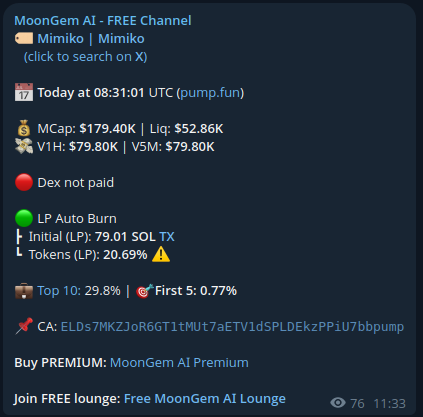 MoonGem AI - FREE Channel
Mimiko | Mimiko
(click to search on X)
Today at 08:31:01 UTC (pump.fun)
MCap: $179.40K | Liq: $52.86K
V1H: $79.80K | V5M: $79.80K
Dex not paid
LP Auto Burn
┣ Initial (LP): 79.01 SOL TX
┗ Tokens (LP): 20.69% ⚠️
Top 10: 29.8% | 🎯First 5: 0.77%
CA: ELDs7MKZJoR6GT1tMUt7aETV1dSPLDEkzPPiU7bbpump
Buy PREMIUM: MoonGem AI Premium
Join FREE lounge: Free MoonGem AI Lounge
76 11:33